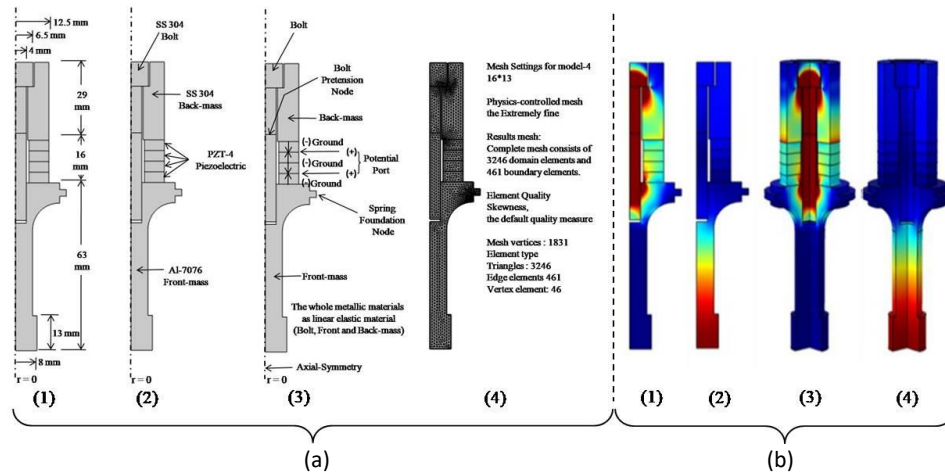 12.5 mm
6.5 mm
4 mm
29
mm
16
mm
63
mm
13 mm
8 mm
r = 0
(1)
SS 304
Bolt
SS 304
Back-mass
PZT-4
Piezoelectric
Al-7076
Front-mass
r = 0
(2)
Bolt
Bolt
Pretension
Node
Back-mass
(-)Ground
(+)
(-)Ground
(+)
(-)Ground
Potential
Port
Spring
Foundation
Node
Front-mass
The whole metallic materials
as linear elastic material
(Bolt, Front and Back-mass)
Axial-Symmetry
r = 0
(3)
Mesh Settings for model-4
16*13
Physics-controlled mesh
the Extremely fine
Results mesh:
Complete mesh consists of
3246 domain elements and
461 boundary elements.
Element Quality
Skewness,
the default quality measure
Mesh vertices : 1831
Element type
Triangles : 3246
Edge elements 461
Vertex element: 46
(4)
(a)
(1)
(2)
(3)
(4)
(b)